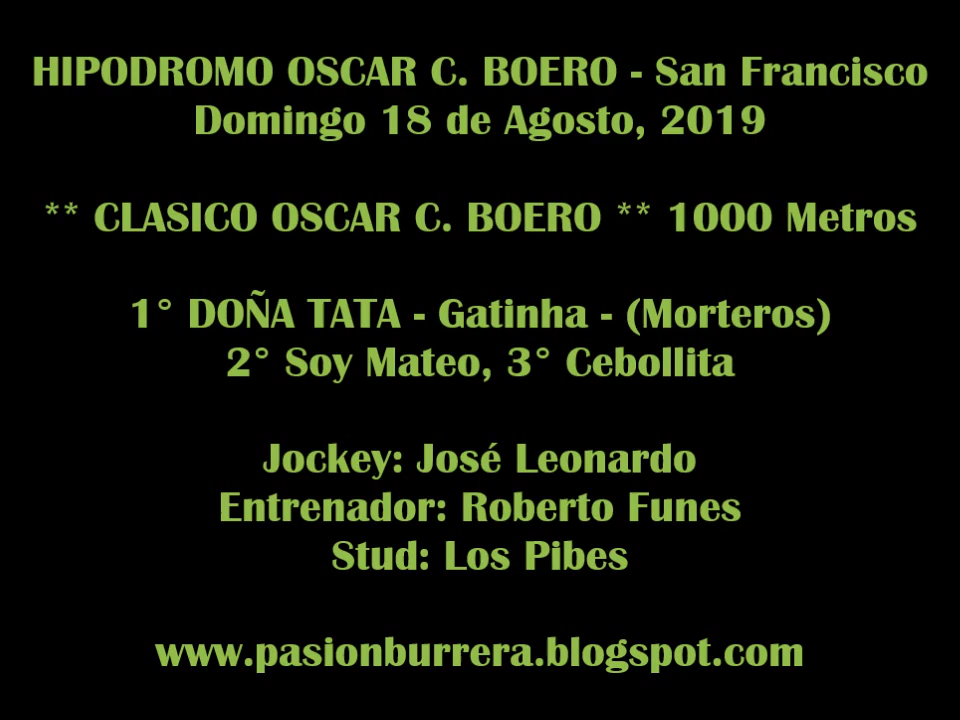 HIPODROMO OSCAR C. BOERO - San Francisco
Domingo 18 de Agosto, 2019
** CLASICO OSCAR C. BOERO ** 1000 Metros
1° DOÑA TATA - Gatinha - (Morteros)
2° Soy Mateo, 3° Cebollita
Jockey: José Leonardo
Entrenador: Roberto Funes
Stud: Los Pibes
www.pasionburrera.blogspot.com